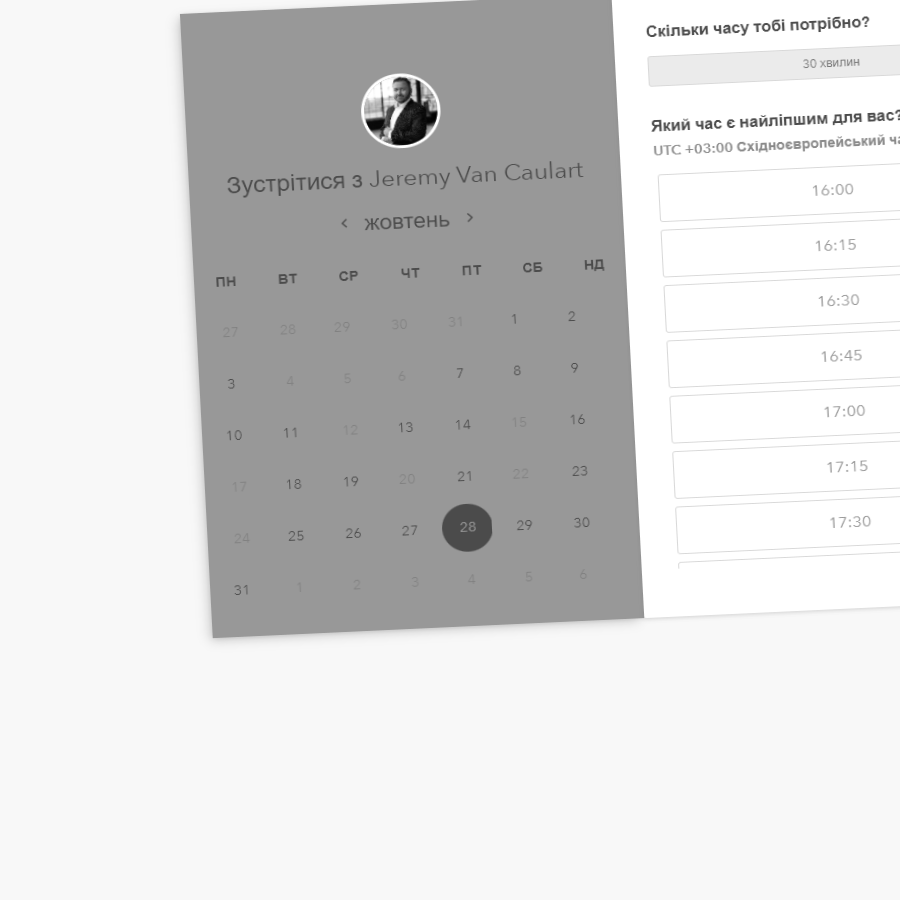 Зустрітися з Jeremy Van Caulart
‹ жовтень ›
ПН ВТ СР ЧТ ПТ СБ НД
27 28 29 30 31 1 2
3 4 5 6 7 8 9
10 11 12 13 14 15 16
17 18 19 20 21 22 23
24 25 26 27 28 29 30
31 1 2 3 4 5 6
Скільки часу тобі потрібно?
30 хвилин
Який час є найліпшим для вас?
UTC +03:00 Східноєвропейський
16:00
16:15
16:30
16:45
17:00
17:15
17:30